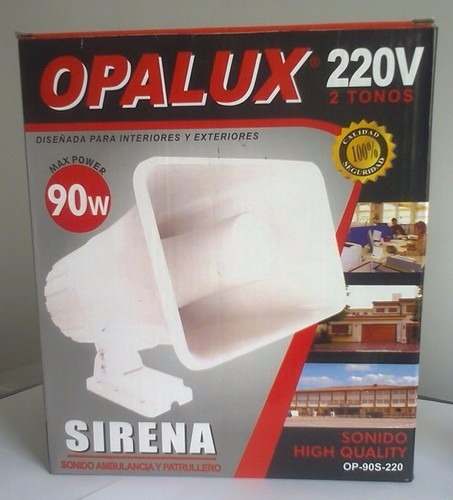 OPALUX® 220V
2 TONOS
DISEÑADA PARA INTERIORES Y EXTERIORES
CALIDAD
100%
SEGURIDAD
MAX POWER
90W
SIRENA
SONIDO AMBULANCIA Y PATRULLERO
SONIDO
HIGH QUALITY
OP-90S-220